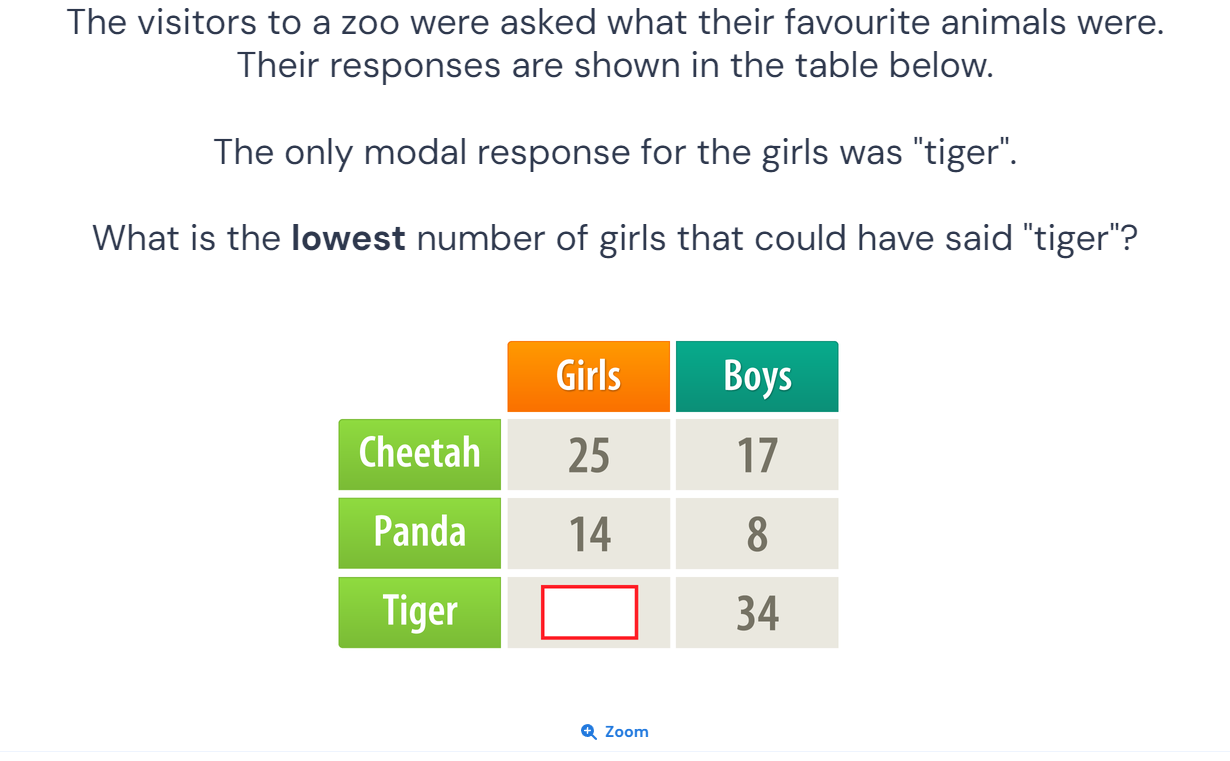 The visitors to a zoo were asked what their favourite animals were.
Their responses are shown in the table below.
The only modal response for the girls was "tiger".
What is the lowest number of girls that could have said "tiger"?
Girls Boys
Cheetah 25 17
Panda 14 8
Tiger 34
Zoom